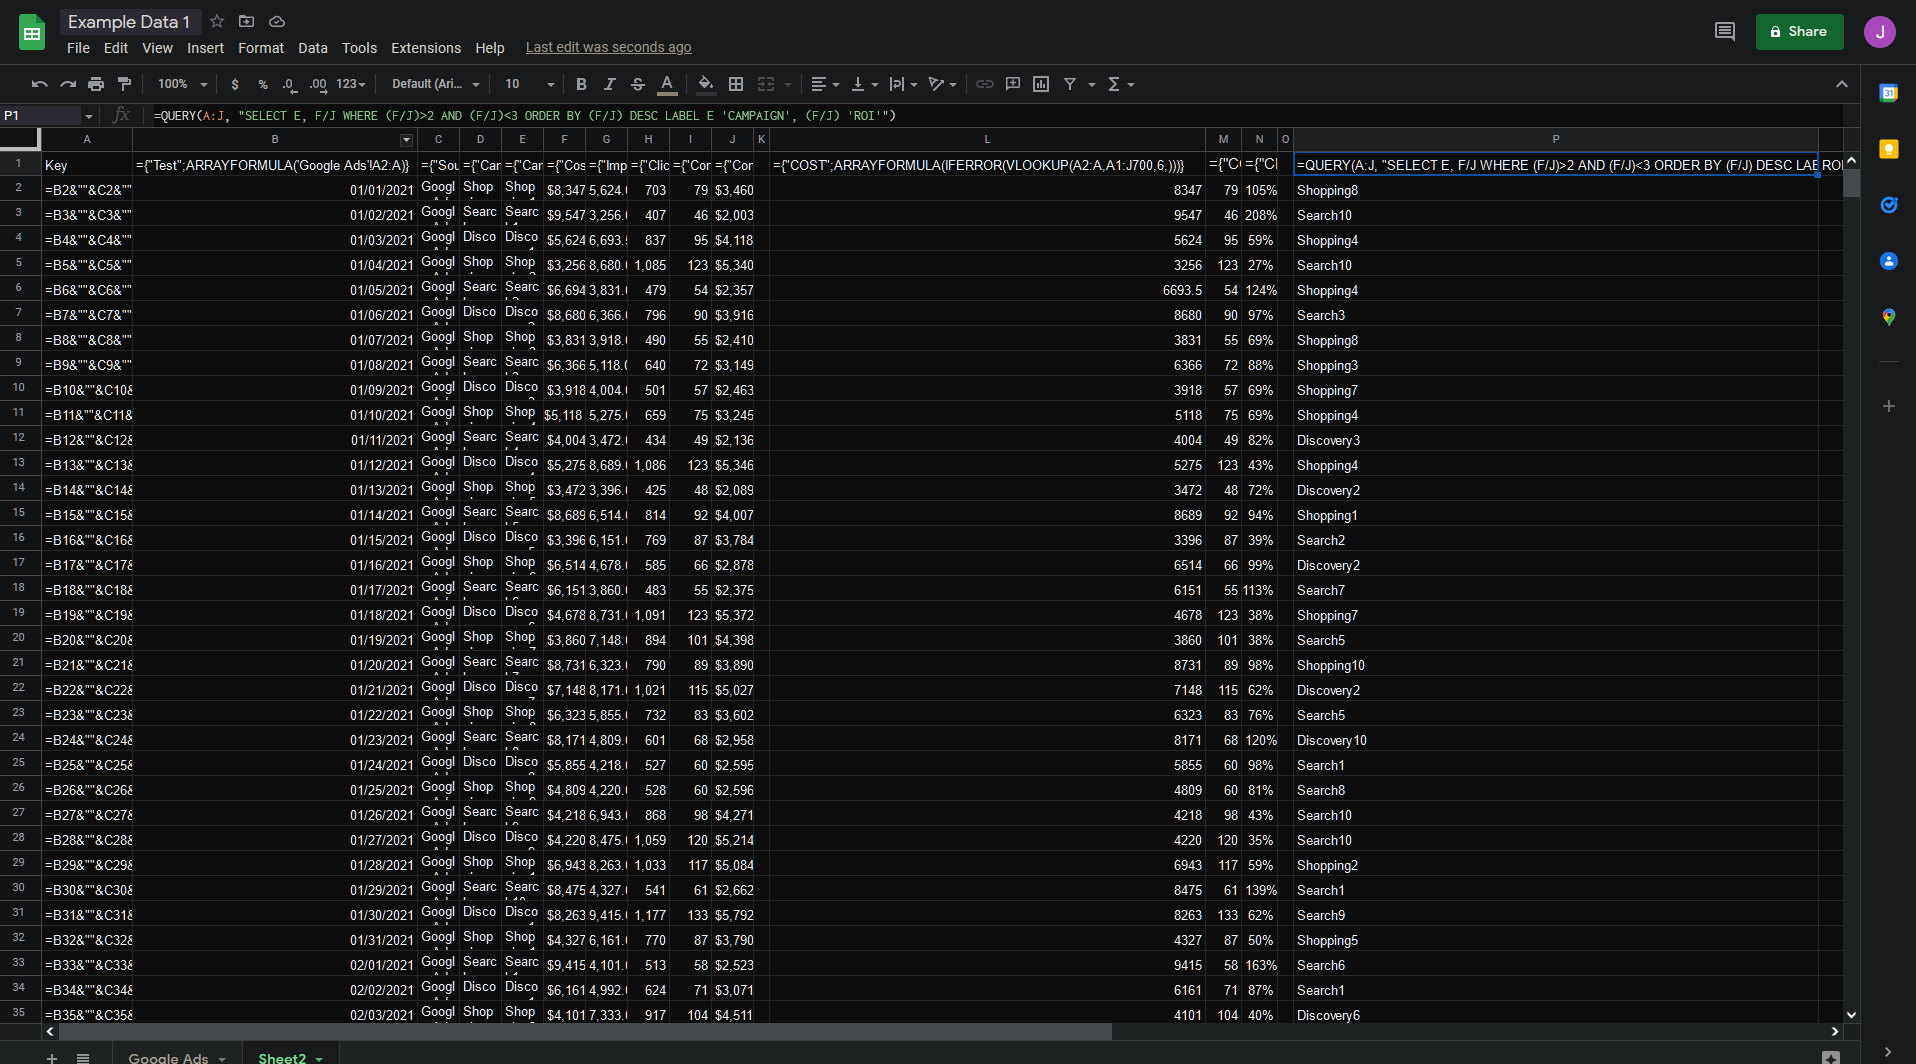 Example Data 1
File Edit View Insert Format Data Tools Extensions Help Last edit was seconds ago
Share
J
100% $ % .0 .00 123 Default (Ari... 10 B I S A
P1 fx =QUERY(A:J, "SELECT E, F/J WHERE (F/J)>2 AND (F/J)<3 ORDER BY (F/J) DESC LABEL E 'CAMPAIGN', (F/J) 'ROI'")
A B C D E F G H I J K L M N O P
1 Key ={"Test";ARRAYFORMULA('Google Ads'!A2:A)} ={"Sou ={"Can ={"Can ={"Cos ={"Imp ={"Clic ={"Cor ={"Cor ={"COST";ARRAYFORMULA(IFERROR(VLOOKUP(A2:A,A1:J700,6,)))} ={"C ={"Cl =QUERY(A:J, "SELECT E, F/J WHERE (F/J)>2 AND (F/J)<3 ORDER BY (F/J) DESC LAB ROI
2 =B2&""&C2&"" 01/01/2021 Googl Shop Shop $8,347 5,624. 703 79 $3,460 8347 79 105% Shopping8
3 =B3&""&C3&"" 01/02/2021 Googl Searc Searc $9,547 3,256. 407 46 $2,003 9547 46 208% Search10
4 =B4&""&C4&"" 01/03/2021 Googl Disco Disco $5,624 6,693. 837 95 $4,118 5624 95 59% Shopping4
5 =B5&""&C5&"" 01/04/2021 Googl Shop Shop $3,256 8,680. 1,085 123 $5,340 3256 123 27% Search10
6 =B6&""&C6&"" 01/05/2021 Googl Searc Searc $6,694 3,831. 479 54 $2,357 6693.5 54 124% Shopping4
7 =B7&""&C7&"" 01/06/2021 Googl Disco Disco $8,680 6,366. 796 90 $3,916 8680 90 97% Search3
8 =B8&""&C8&"" 01/07/2021 Googl Shop Shop $3,831 3,918. 490 55 $2,410 3831 55 69% Shopping8
9 =B9&""&C9&"" 01/08/2021 Googl Searc Searc $6,366 5,118. 640 72 $3,149 6366 72 88% Shopping3
10 =B10&""&C10& 01/09/2021 Googl Disco Disco $3,918 4,004. 501 57 $2,463 3918 57 69% Shopping7
11 =B11&""&C11& 01/10/2021 Googl Shop Shop $5,118 5,275. 659 75 $3,245 5118 75 69% Shopping4
12 =B12&""&C12& 01/11/2021 Googl Searc Searc $4,004 3,472. 434 49 $2,136 4004 49 82% Discovery3
13 =B13&""&C13& 01/12/2021 Googl Disco Disco $5,275 8,689. 1,086 123 $5,346 5275 123 43% Shopping4
14 =B14&""&C14& 01/13/2021 Googl Shop Shop $3,472 3,396. 425 48 $2,089 3472 48 72% Discovery2
15 =B15&""&C15& 01/14/2021 Googl Searc Searc $8,689 6,514. 814 92 $4,007 8689 92 94% Shopping1
16 =B16&""&C16& 01/15/2021 Googl Disco Disco $3,396 6,151. 769 87 $3,784 3396 87 39% Search2
17 =B17&""&C17& 01/16/2021 Googl Shop Shop $6,514 4,678. 585 66 $2,878 6514 66 99% Discovery2
18 =B18&""&C18& 01/17/2021 Googl Searc Searc $6,151 3,860. 483 55 $2,375 6151 55 113% Search7
19 =B19&""&C19& 01/18/2021 Googl Disco Disco $4,678 8,731. 1,091 123 $5,372 4678 123 38% Shopping7
20 =B20&""&C20& 01/19/2021 Googl Shop Shop $3,860 7,148. 894 101 $4,398 3860 101 38% Search5
21 =B21&""&C21& 01/20/2021 Googl Searc Searc $8,731 6,323. 790 89 $3,890 8731 89 98% Shopping10
22 =B22&""&C22& 01/21/2021 Googl Disco Disco $7,148 8,171. 1,021 115 $5,027 7148 115 62% Discovery2
23 =B23&""&C23& 01/22/2021 Googl Shop Shop $6,323 5,855. 732 83 $3,602 6323 83 76% Search5
24 =B24&""&C24& 01/23/2021 Googl Searc Searc $8,171 4,809. 601 68 $2,958 8171 68 120% Discovery10
25 =B25&""&C25& 01/24/2021 Googl Disco Disco $5,855 4,218. 527 60 $2,595 5855 60 98% Search1
26 =B26&""&C26& 01/25/2021 Googl Shop Shop $4,809 4,220. 528 60 $2,596 4809 60 81% Search8
27 =B27&""&C27& 01/26/2021 Googl Searc Searc $4,218 6,943. 868 98 $4,271 4218 98 43% Search10
28 =B28&""&C28& 01/27/2021 Googl Disco Disco $4,220 8,475. 1,059 120 $5,214 4220 120 35% Search10
29 =B29&""&C29& 01/28/2021 Googl Shop Shop $6,943 8,263. 1,033 117 $5,084 6943 117 59% Shopping2
30 =B30&""&C30& 01/29/2021 Googl Searc Searc $8,475 4,327. 541 61 $2,662 8475 61 139% Search1
31 =B31&""&C31& 01/30/2021 Googl Disco Disco $8,263 9,415. 1,177 133 $5,792 8263 133 62% Search9
32 =B32&""&C32& 01/31/2021 Googl Shop Shop $4,327 6,161. 770 87 $3,790 4327 87 50% Shopping5
33 =B33&""&C33& 02/01/2021 Googl Searc Searc $9,415 4,101. 513 58 $2,523 9415 58 163% Search6
34 =B34&""&C34& 02/02/2021 Googl Disco Disco $6,161 4,992. 624 71 $3,071 6161 71 87% Search1
35 =B35&""&C35& 02/03/2021 Googl Shop Shop $4,101 7,333. 917 104 $4,511 4101 104 40% Discovery6
Google Ads Sheet2